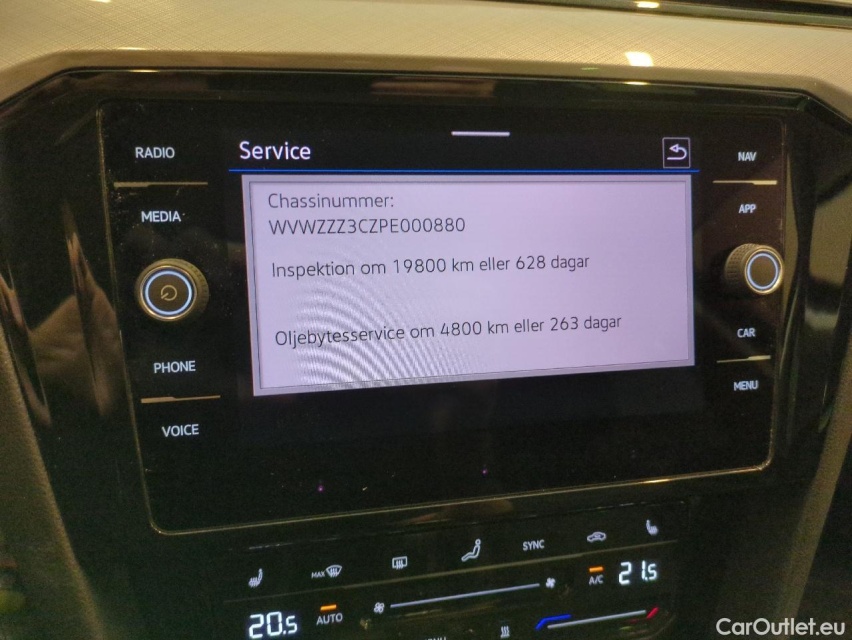 RADIO
Service
NAV
MEDIA
APP
Chassinummer:
WVWZZZ3CZPE000880
Inspektion om 19800 km eller 628 dagar
Oljebytesservice om 4800 km eller 263 dagar
PHONE
CAR
VOICE
MENU
MAX
SYNC
A/C
21.5
20.5
AUTO
CarOutlet.eu